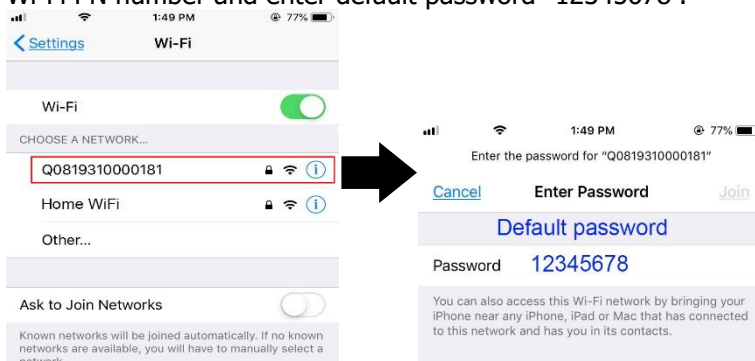 Wi-Fi PN number and enter default password "12345678".
1:49 PM
77%
Settings
Wi-Fi
Wi-Fi
CHOOSE A NETWORK...
Q0819310000181
Home WiFi
Other...
Ask to Join Networks
Known networks will be joined automatically. If no known
networks are available, you will have to manually select a
network.
1:49 PM
77%
Enter the password for “Q0819310000181”
Cancel
Enter Password
Join
Default password
Password 12345678
You can also access this Wi-Fi network by bringing your
iPhone near any iPhone, iPad or Mac that has connected
to this network and has you in its contacts.